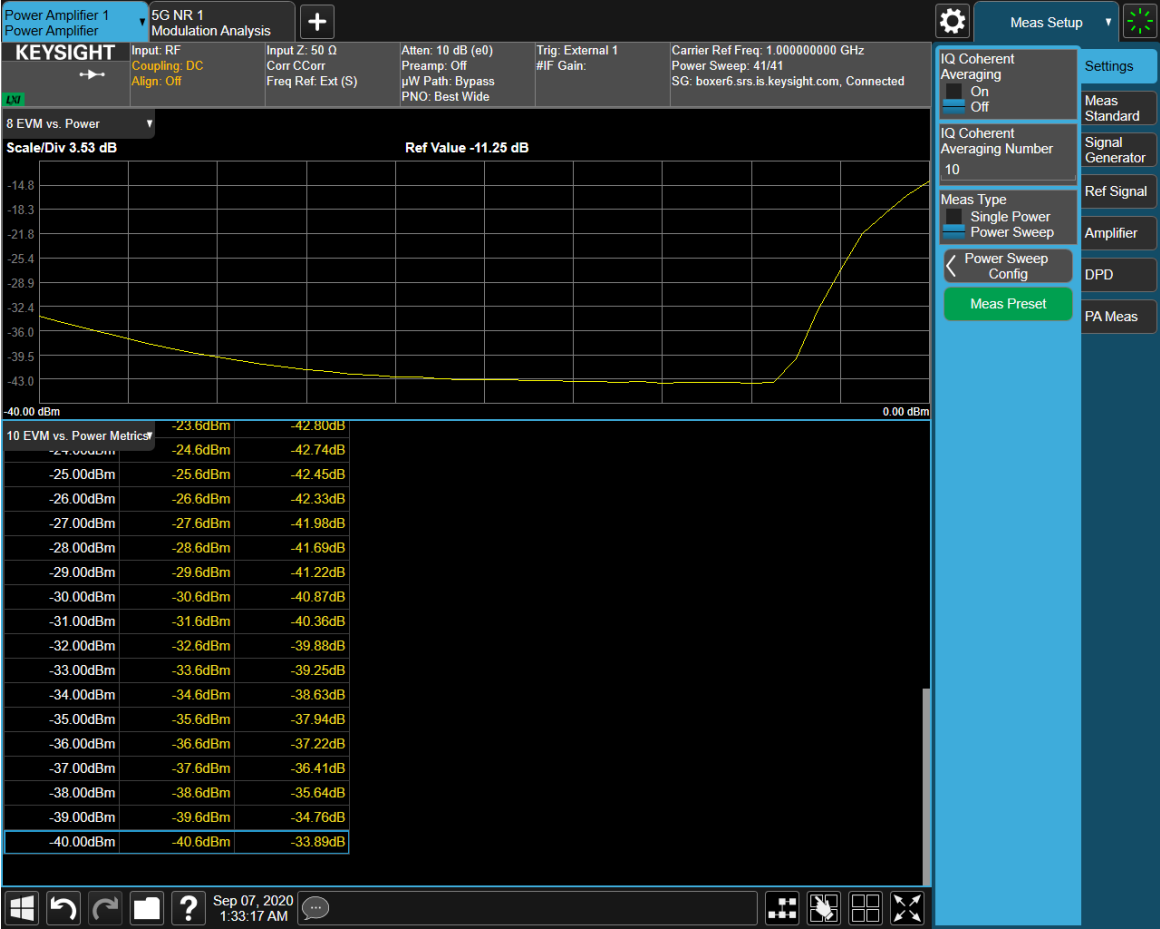 Power Amplifier 1
Power Amplifier
5G NR 1
Modulation Analysis
Meas Setup
KEYSIGHT
LXI
Input: RF
Coupling: DC
Align: Off
Input Z: 50 Ω
Corr CCorr
Freq Ref: Ext (S)
Atten: 10 dB (e0)
Preamp: Off
µW Path: Bypass
PNO: Best Wide
Trig: External 1
#IF Gain:
Carrier Ref Freq: 1.000000000 GHz
Power Sweep: 41/41
SG: boxer6.srs.is.keysight.com, Connected
8 EVM vs. Power
Scale/Div 3.53 dB
Ref Value -11.25 dB
-14.8
-18.3
-21.8
-25.4
-28.9
-32.4
-36.0
-39.5
-43.0
-40.00 dBm
0.00 dBm
10 EVM vs. Power Metrics
-23.6dBm -42.80dB
-24.00dBm -24.6dBm -42.74dB
-25.00dBm -25.6dBm -42.45dB
-26.00dBm -26.6dBm -42.33dB
-27.00dBm -27.6dBm -41.98dB
-28.00dBm -28.6dBm -41.69dB
-29.00dBm -29.6dBm -41.22dB
-30.00dBm -30.6dBm -40.87dB
-31.00dBm -31.6dBm -40.36dB
-32.00dBm -32.6dBm -39.88dB
-33.00dBm -33.6dBm -39.25dB
-34.00dBm -34.6dBm -38.63dB
-35.00dBm -35.6dBm -37.94dB
-36.00dBm -36.6dBm -37.22dB
-37.00dBm -37.6dBm -36.41dB
-38.00dBm -38.6dBm -35.64dB
-39.00dBm -39.6dBm -34.76dB
-40.00dBm -40.6dBm -33.89dB
IQ Coherent
Averaging
On
Off
IQ Coherent
Averaging Number
10
Meas Type
Single Power
Power Sweep
Power Sweep
Config
Meas Preset
Settings
Meas
Standard
Signal
Generator
Ref Signal
Amplifier
DPD
PA Meas
?
Sep 07, 2020
1:33:17 AM